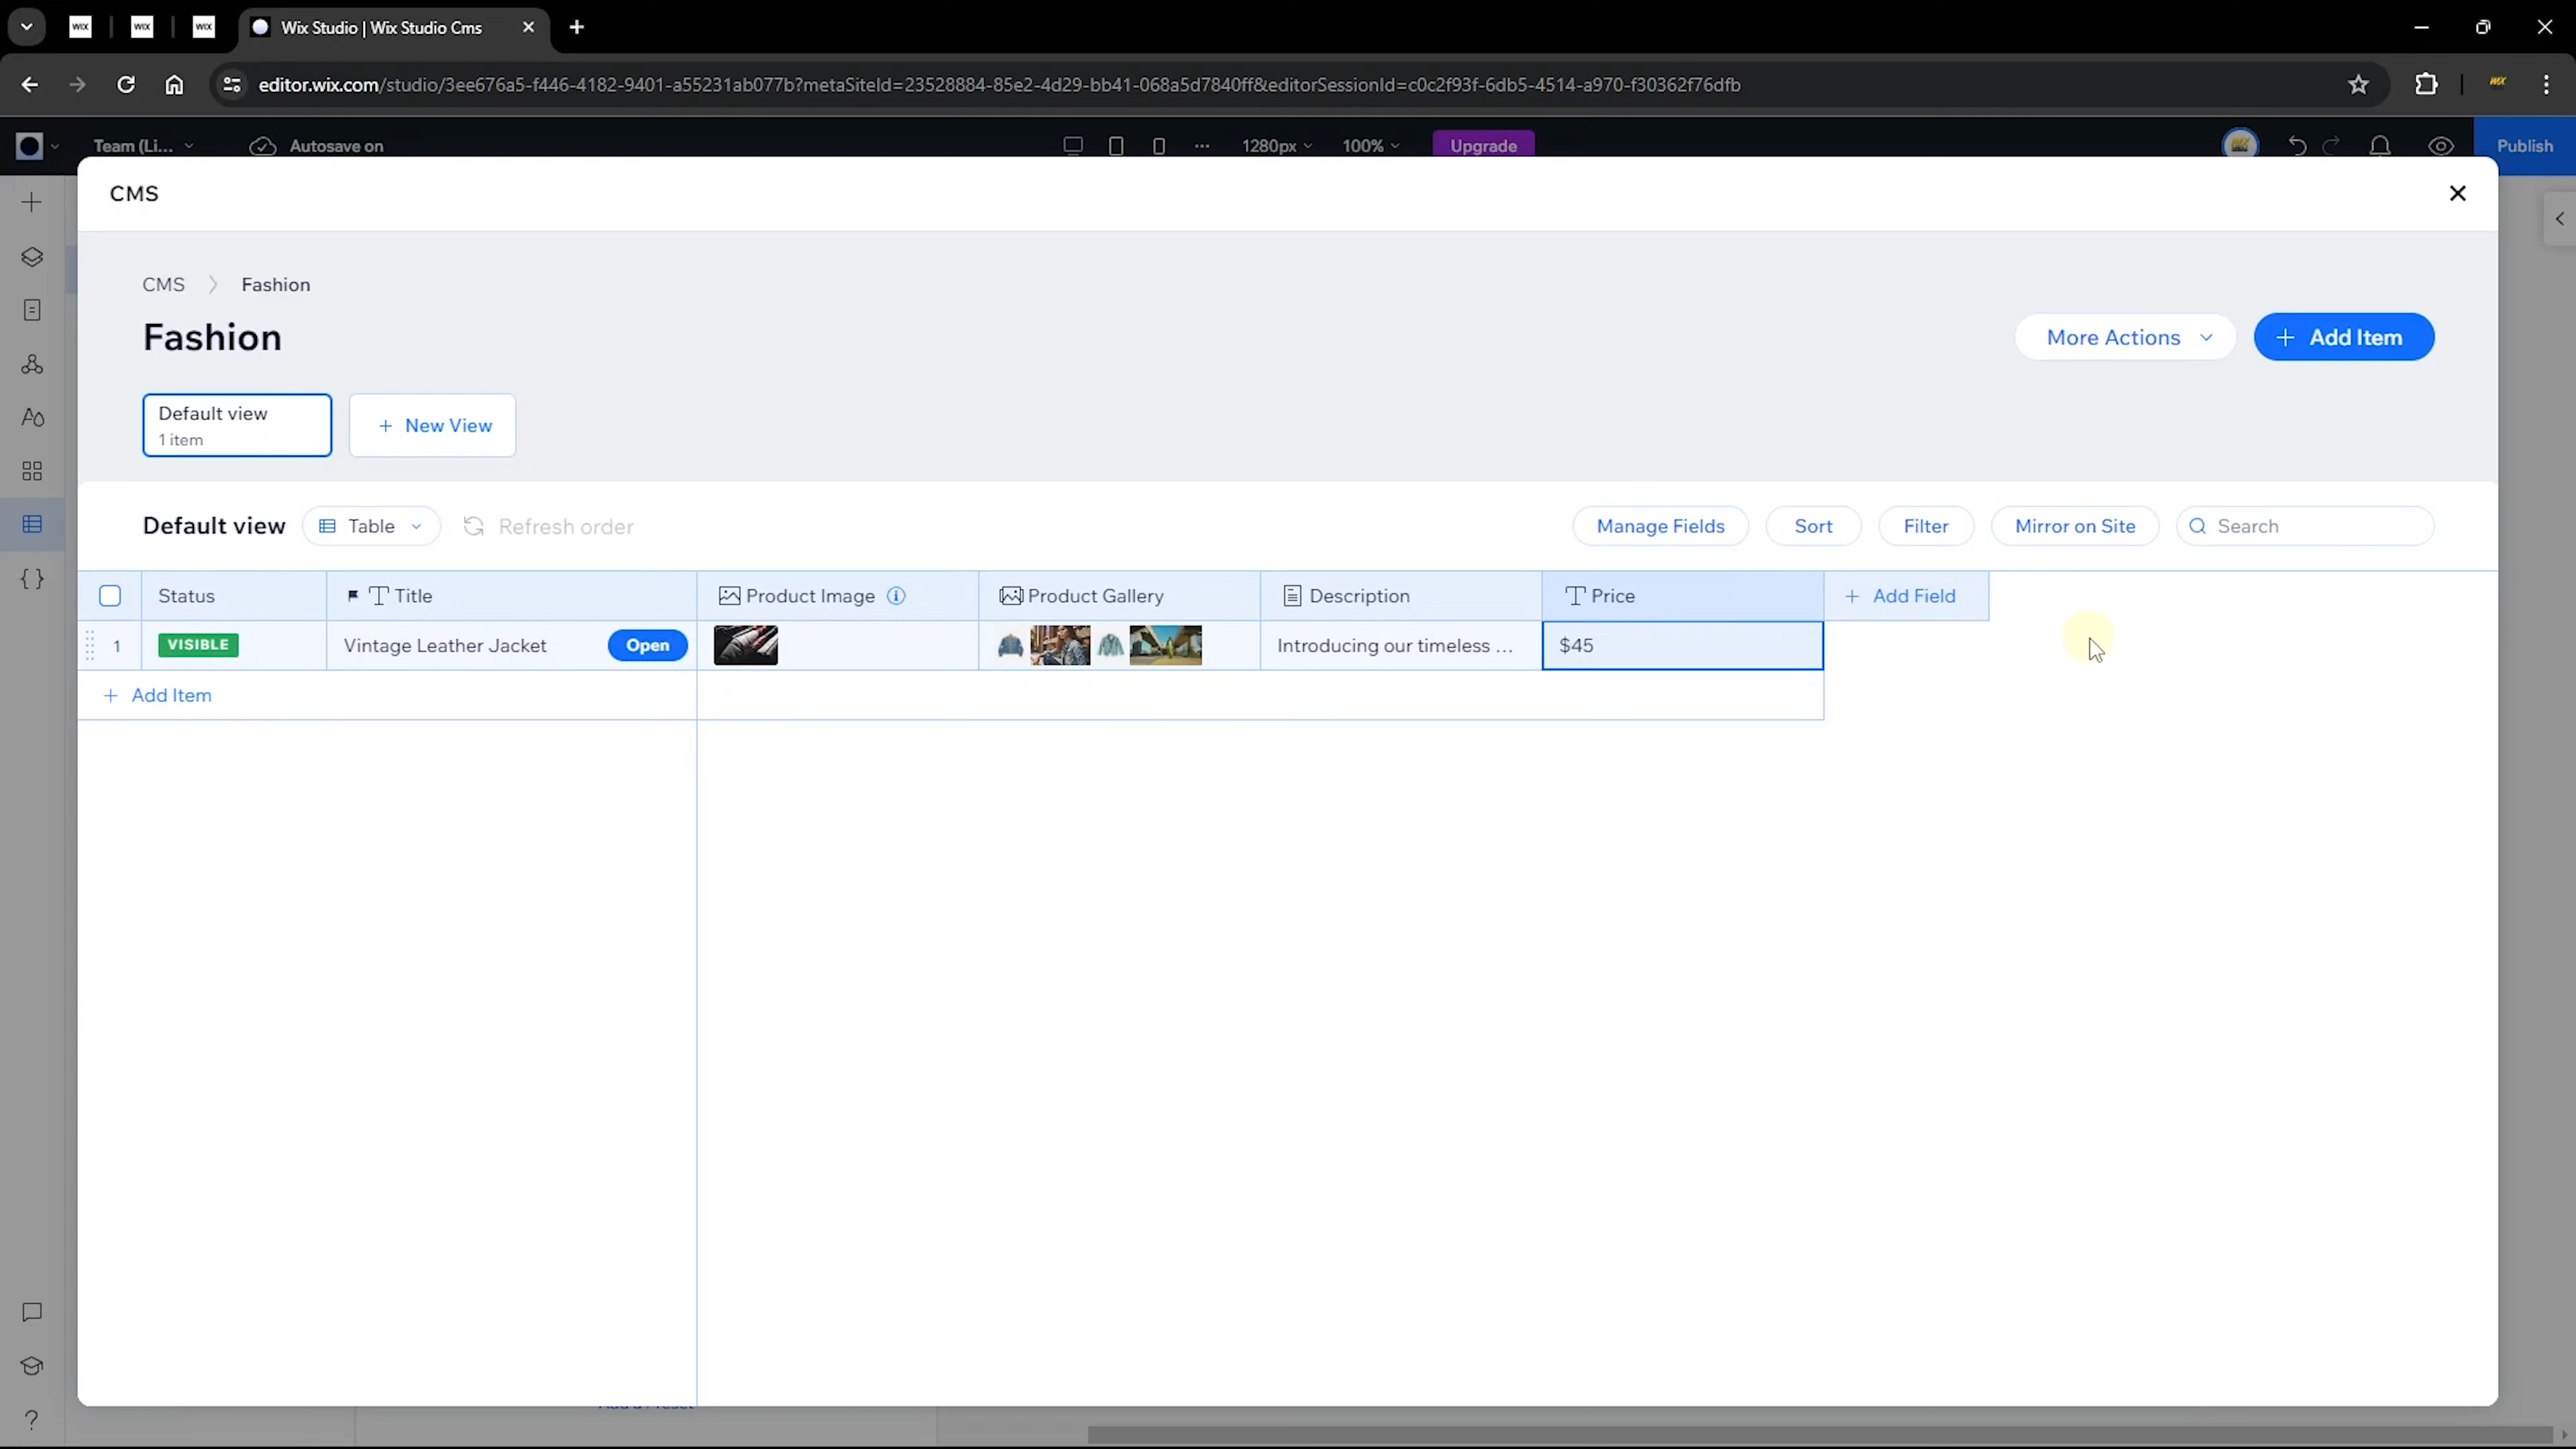 WIX
WIX
WIX
Wix Studio | Wix Studio Cms
editor.wix.com/studio/3ee676a5-f446-4182-9401-a55231ab077b?metaSiteId=23528884-85e2-4d29-bb41-068a5d7840ff&editorSessionId=c0c2f93f-6db5-4514-a970-f30362f76dfb
Team (Li...
Autosave on
1280px
100%
Upgrade
Publish
CMS
CMS > Fashion
Fashion
More Actions
+ Add Item
Default view
1 item
+ New View
Default view
Table
Refresh order
Manage Fields
Sort
Filter
Mirror on Site
Search
Status
Title
Product Image
Product Gallery
Description
Price
+ Add Field
1
VISIBLE
Vintage Leather Jacket
Open
Introducing our timeless ...
$45
+ Add Item